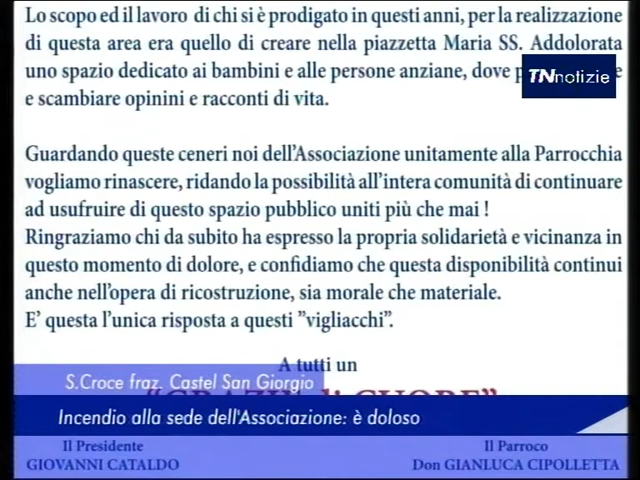 Lo scopo ed il lavoro di chi si è prodigato in questi anni, per la realizzazione
di questa area era quello di creare nella piazzetta Maria SS. Addolorata
uno spazio dedicato ai bambini e alle persone anziane, dove
TNnotizie
e scambiare opinini e racconti di vita.
Guardando queste ceneri noi dell'Associazione unitamente alla Parrocchia
vogliamo rinascere, ridando la possibilità all'intera comunità di continuare
ad usufruire di questo spazio pubblico uniti più che mai !
Ringraziamo chi da subito ha espresso la propria solidarietà e vicinanza in
questo momento di dolore, e confidiamo che questa disponibilità continui
anche nell'opera di ricostruzione, sia morale che materiale.
E' questa l'unica risposta a questi "vigliacchi".
A tutti un
S.Croce fraz. Castel San Giorgio
Incendio alla sede dell'Associazione: è doloso
Il Presidente
GIOVANNI CATALDO
Il Parroco
Don GIANLUCA CIPOLLETTA